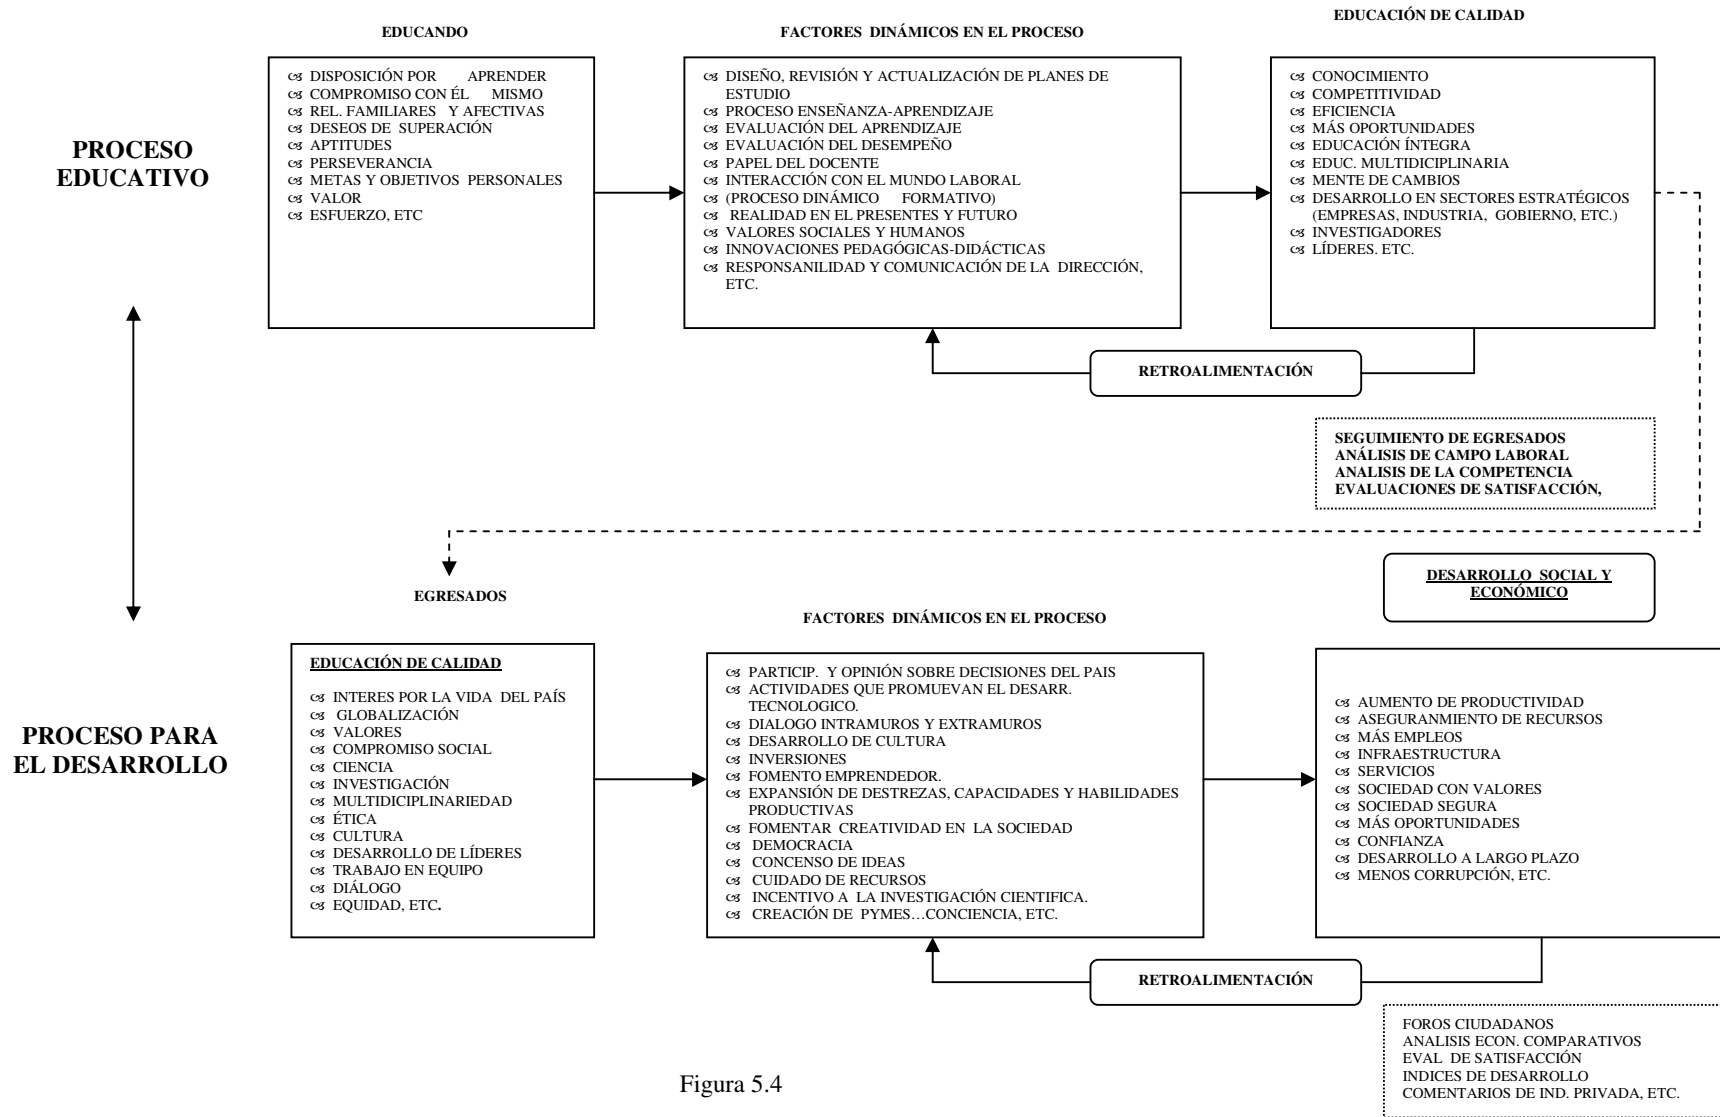 EDUCANDO
FACTORES DINÁMICOS EN EL PROCESO
EDUCACIÓN DE CALIDAD
PROCESO
EDUCATIVO
DISPOSICIÓN POR APRENDER
COMPROMISO CON ÉL MISMO
REL. FAMILIARES Y AFECTIVAS
DESEOS DE SUPERACIÓN
APTITUDES
PERSEVERANCIA
METAS Y OBJETIVOS PERSONALES
VALOR
ESFUERZO, ETC
DISEÑO, REVISIÓN Y ACTUALIZACIÓN DE PLANES DE
ESTUDIO
PROCESO ENSEÑANZA-APRENDIZAJE
EVALUACIÓN DEL APRENDIZAJE
EVALUACIÓN DEL DESEMPEÑO
PAPEL DEL DOCENTE
INTERACCIÓN CON EL MUNDO LABORAL
(PROCESO DINÁMICO FORMATIVO)
REALIDAD EN EL PRESENTES Y FUTURO
VALORES SOCIALES Y HUMANOS
INNOVACIONES PEDAGÓGICAS-DIDÁCTICAS
RESPONSANILIDAD Y COMUNICACIÓN DE LA DIRECCIÓN,
ETC.
CONOCIMIENTO
COMPETITIVIDAD
EFICIENCIA
MÁS OPORTUNIDADES
EDUCACIÓN ÍNTEGRA
EDUC. MULTIDICIPLINARIA
MENTE DE CAMBIOS
DESARROLLO EN SECTORES ESTRATÉGICOS
(EMPRESAS, INDUSTRIA, GOBIERNO, ETC.)
INVESTIGADORES
LÍDERES. ETC.
RETROALIMENTACIÓN
SEGUIMIENTO DE EGRESADOS
ANÁLISIS DE CAMPO LABORAL
ANALISIS DE LA COMPETENCIA
EVALUACIONES DE SATISFACCIÓN,
EGRESADOS
FACTORES DINÁMICOS EN EL PROCESO
DESARROLLO SOCIAL Y
ECONÓMICO
PROCESO PARA
EL DESARROLLO
EDUCACIÓN DE CALIDAD
INTERES POR LA VIDA DEL PAÍS
GLOBALIZACIÓN
VALORES
COMPROMISO SOCIAL
CIENCIA
INVESTIGACIÓN
MULTIDICIPLINARIEDAD
ÉTICA
CULTURA
DESARROLLO DE LÍDERES
TRABAJO EN EQUIPO
DIÁLOGO
EQUIDAD, ETC.
PARTICIP. Y OPINIÓN SOBRE DECISIONES DEL PAIS
ACTIVIDADES QUE PROMUEVAN EL DESARR.
TECNOLOGICO.
DIALOGO INTRAMUROS Y EXTRAMUROS
DESARROLLO DE CULTURA
INVERSIONES
FOMENTO EMPRENDEDOR.
EXPANSIÓN DE DESTREZAS, CAPACIDADES Y HABILIDADES
PRODUCTIVAS
FOMENTAR CREATIVIDAD EN LA SOCIEDAD
DEMOCRACIA
CONCENSO DE IDEAS
CUIDADO DE RECURSOS
INCENTIVO A LA INVESTIGACIÓN CIENTIFICA.
CREACIÓN DE PYMES…CONCIENCIA, ETC.
AUMENTO DE PRODUCTIVIDAD
ASEGURANMIENTO DE RECURSOS
MÁS EMPLEOS
INFRAESTRUCTURA
SERVICIOS
SOCIEDAD CON VALORES
SOCIEDAD SEGURA
MÁS OPORTUNIDADES
CONFIANZA
DESARROLLO A LARGO PLAZO
MENOS CORRUPCIÓN, ETC.
RETROALIMENTACIÓN
FOROS CIUDADANOS
ANALISIS ECON. COMPARATIVOS
EVAL DE SATISFACCIÓN
INDICES DE DESARROLLO
COMENTARIOS DE IND. PRIVADA, ETC.
Figura 5.4